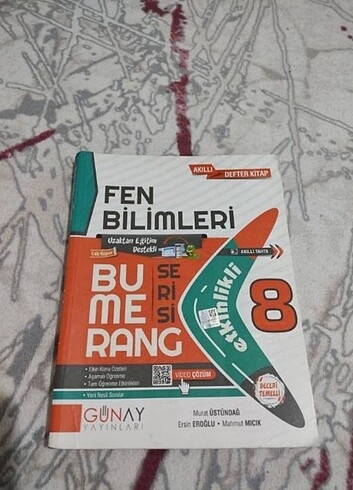 AKILLI
DEFTER KİTAP
FEN
BİLİMLERİ
Uzaktan Eğitim
Destekli
AKILLI TAHTA
BU
ME
RANG
SE
Rİ
Sİ
etkinlikli
8
• Etkin Konu Özetleri
• Aşamalı Öğrenme
• Tam Öğrenme Etkinlikleri
• Yeni Nesil Sorular
VIDEO ÇÖZÜM
BECERİ
TEMELLİ
GÜNAY
YAYINLARI
Murat ÜSTÜNDAĞ
Ersin EROĞLU • Mahmut MICIK